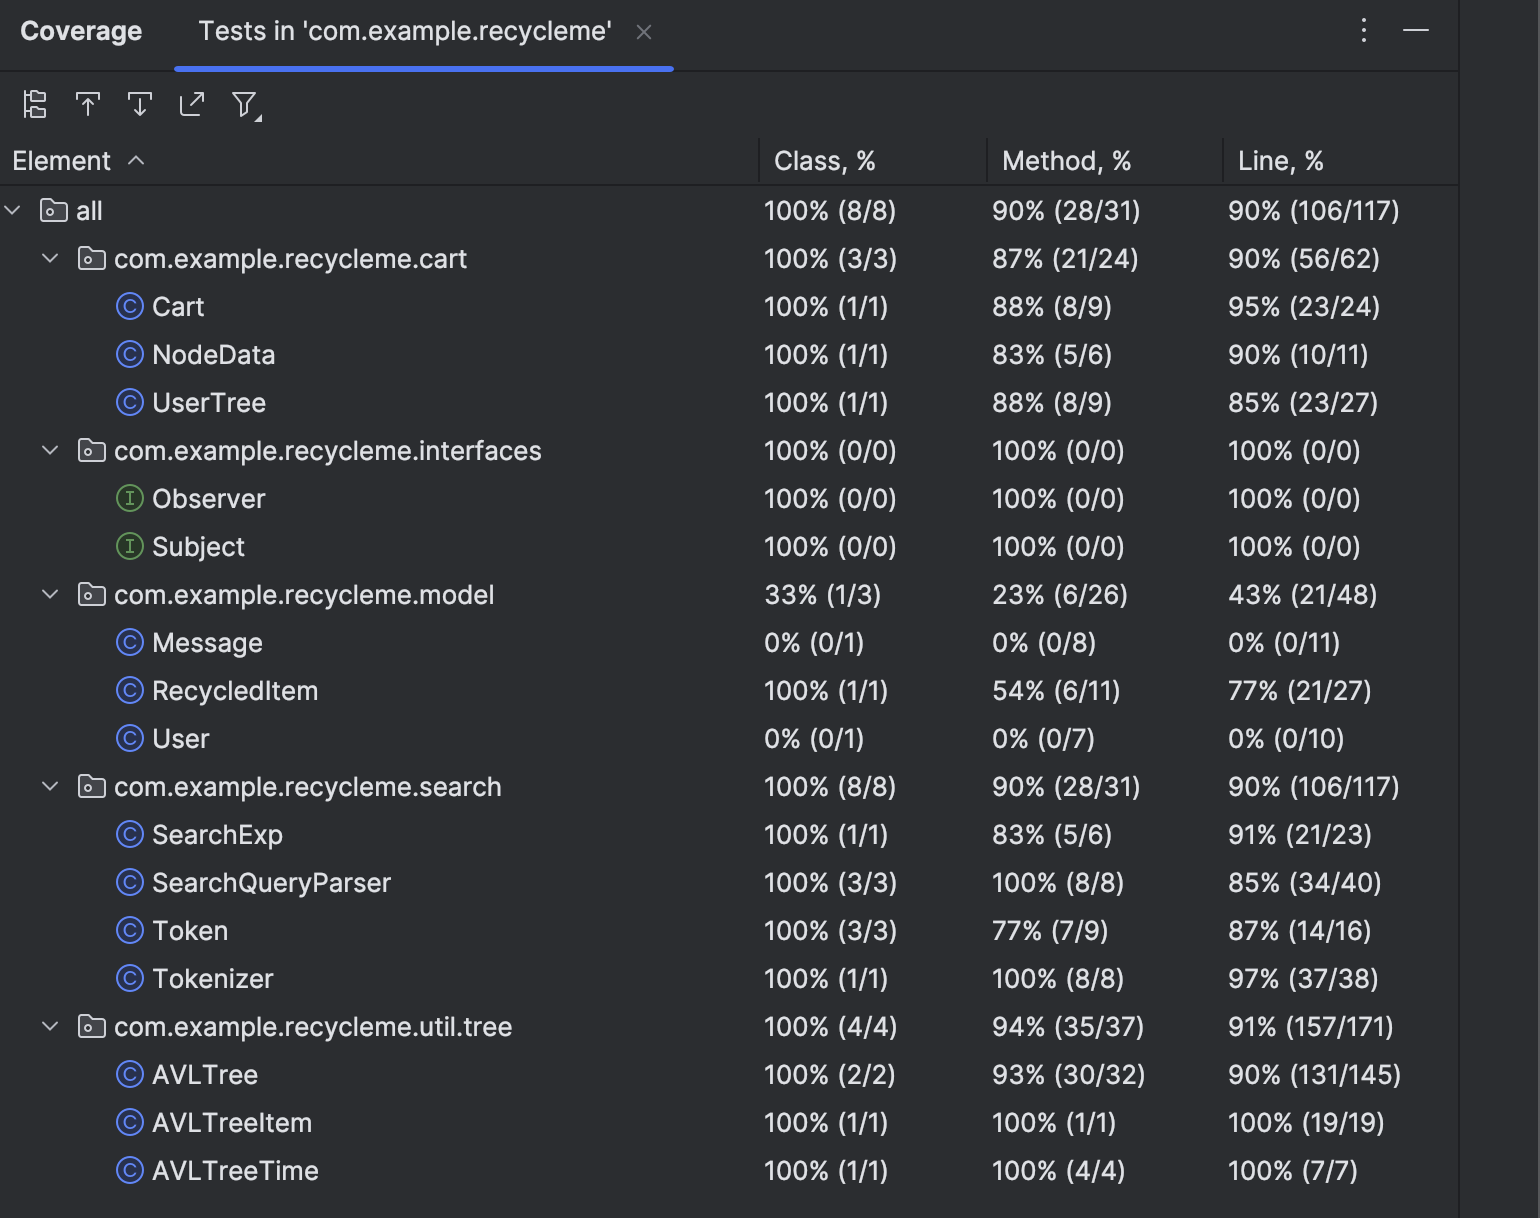 Coverage Tests in 'com.example.recycleme'
Element Class, % Method, % Line, %
all 100% (8/8) 90% (28/31) 90% (106/117)
com.example.recycleme.cart 100% (3/3) 87% (21/24) 90% (56/62)
C Cart 100% (1/1) 88% (8/9) 95% (23/24)
C NodeData 100% (1/1) 83% (5/6) 90% (10/11)
C UserTree 100% (1/1) 88% (8/9) 85% (23/27)
com.example.recycleme.interfaces 100% (0/0) 100% (0/0) 100% (0/0)
I Observer 100% (0/0) 100% (0/0) 100% (0/0)
I Subject 100% (0/0) 100% (0/0) 100% (0/0)
com.example.recycleme.model 33% (1/3) 23% (6/26) 43% (21/48)
C Message 0% (0/1) 0% (0/8) 0% (0/11)
C RecycledItem 100% (1/1) 54% (6/11) 77% (21/27)
C User 0% (0/1) 0% (0/7) 0% (0/10)
com.example.recycleme.search 100% (8/8) 90% (28/31) 90% (106/117)
C SearchExp 100% (1/1) 83% (5/6) 91% (21/23)
C SearchQueryParser 100% (3/3) 100% (8/8) 85% (34/40)
C Token 100% (3/3) 77% (7/9) 87% (14/16)
C Tokenizer 100% (1/1) 100% (8/8) 97% (37/38)
com.example.recycleme.util.tree 100% (4/4) 94% (35/37) 91% (157/171)
C AVLTree 100% (2/2) 93% (30/32) 90% (131/145)
C AVLTreeItem 100% (1/1) 100% (1/1) 100% (19/19)
C AVLTreeTime 100% (1/1) 100% (4/4) 100% (7/7)